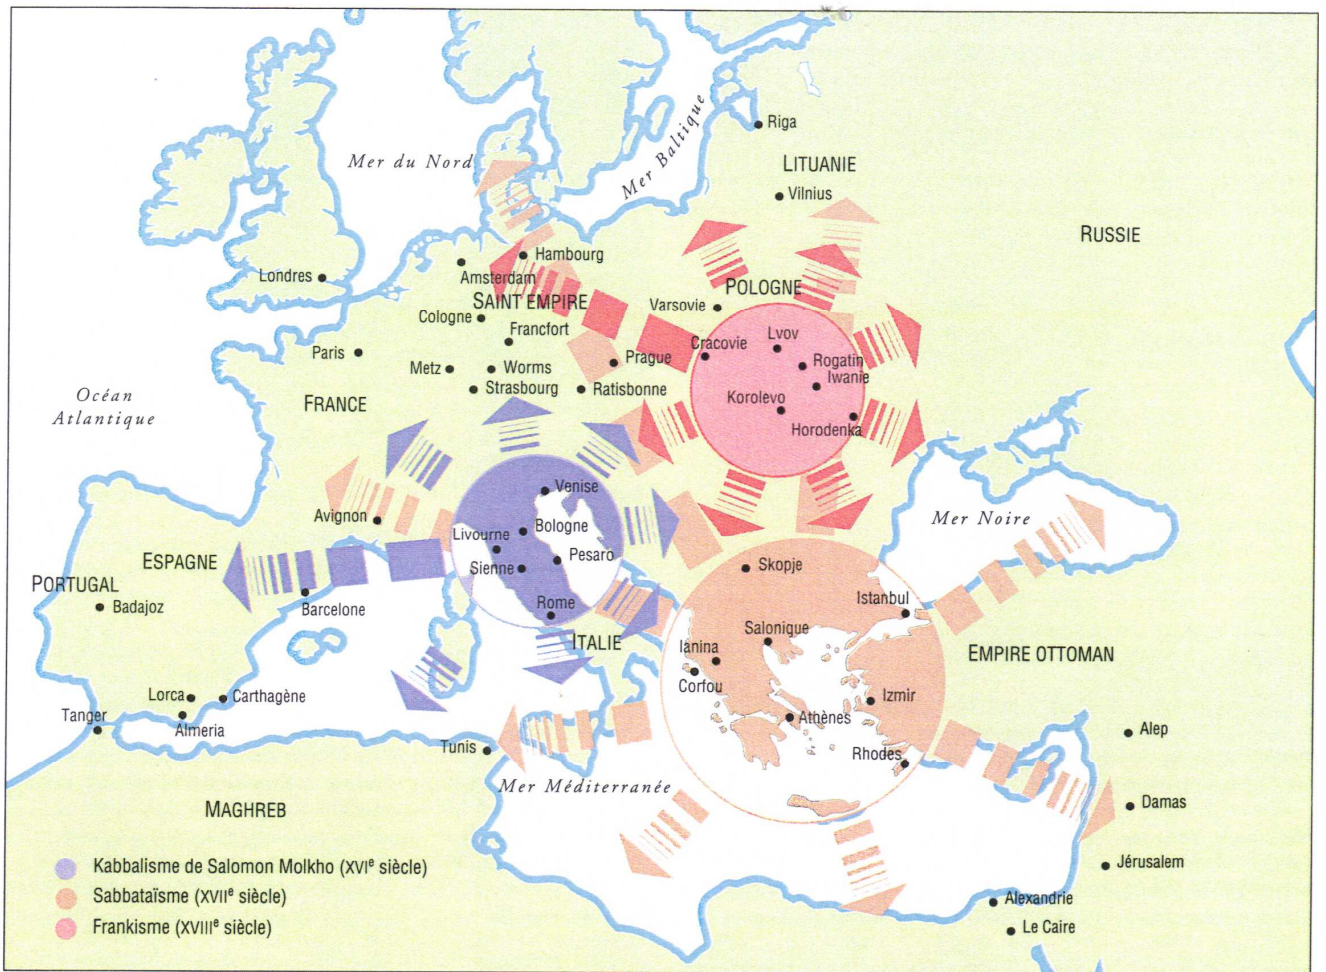 Riga
Mer du Nord
Mer Baltique
LITUANIE
Vilnius
RUSSIE
Hambourg
Amsterdam
Londres
POLOGNE
SAINT EMPIRE
Varsovie
Cologne
Francfort
Lvov
Cracovie
Paris
Prague
Rogatin
Metz
Worms
Iwanie
Strasbourg
Ratisbonne
Korolevo
Océan
Atlantique
FRANCE
Horodenka
Venise
Avignon
Mer Noire
Livourne
Bologne
ESPAGNE
Pesaro
Sienne
Skopje
PORTUGAL
Badajoz
Barcelone
Rome
Istanbul
ITALIE
Salonique
Ianina
EMPIRE OTTOMAN
Corfou
Lorca
Carthagène
Izmir
Tanger
Almeria
Athènes
Alep
Tunis
Rhodes
Mer Méditerranée
MAGHREB
Damas
Jérusalem
Kabbalisme de Salomon Molkho (XVIe siècle)
Sabbataïsme (XVIIe siècle)
Frankisme (XVIIIe siècle)
Alexandrie
Le Caire